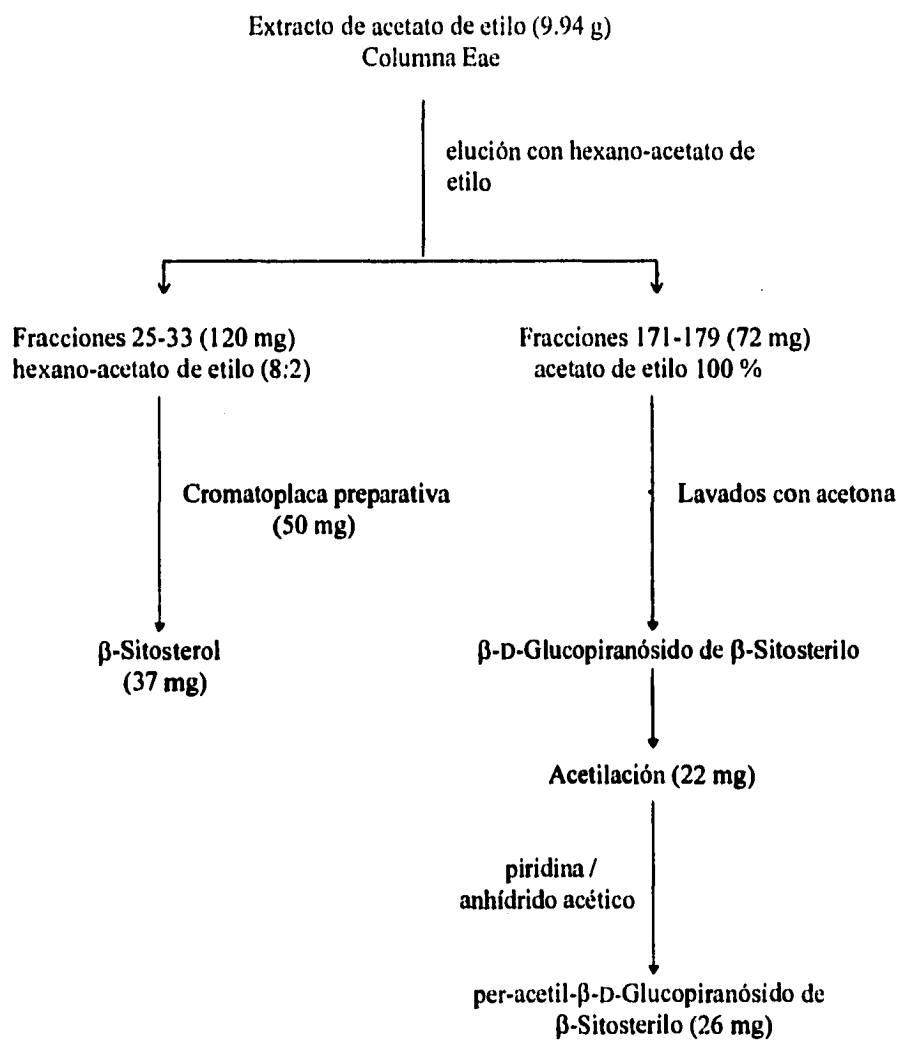 Extracto de acetato de etilo (9.94 g)
Columna Eae
elución con hexano-acetato de
etilo
Fracciones 25-33 (120 mg)
hexano-acetato de etilo (8:2)
Fracciones 171-179 (72 mg)
acetato de etilo 100 %
Cromatoplaca preparativa
(50 mg)
Lavados con acetona
β-Sitosterol
(37 mg)
β-D-Glucopiranósido de β-Sitosterilo
Acetilación (22 mg)
piridina /
anhídrido acético
per-acetil-β-D-Glucopiranósido de
β-Sitosterilo (26 mg)